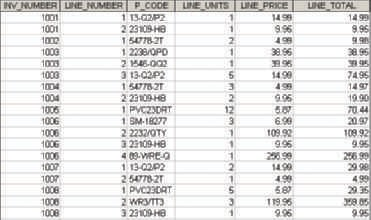 INV_NUMBER LINE_NUMBER P_CODE LINE_UNITS LINE_PRICE LINE_TOTAL
1001 1 13-Q2/P2 1 14.99 14.99
1001 2 23109-HB 1 9.95 9.95
1002 1 54778-2T 2 4.99 9.98
1003 1 2238/QPD 1 38.95 38.95
1003 2 1546-QQ2 1 39.95 39.95
1003 3 13-Q2/P2 5 14.99 74.95
1004 1 54778-2T 3 4.99 14.97
1004 2 23109-HB 2 9.95 19.90
1005 1 PVC23DRT 12 5.87 70.44
1006 1 SM-18277 3 6.99 20.97
1006 2 2232/QTY 1 109.92 109.92
1006 3 23109-HB 1 9.95 9.95
1006 4 89-WRE-Q 1 256.99 256.99
1007 1 13-Q2/P2 2 14.99 29.98
1007 2 54778-2T 1 4.99 4.99
1008 1 PVC23DRT 5 5.87 29.35
1008 2 WR3/TT3 3 119.95 359.85
1008 3 23109-HB 1 9.95 9.95